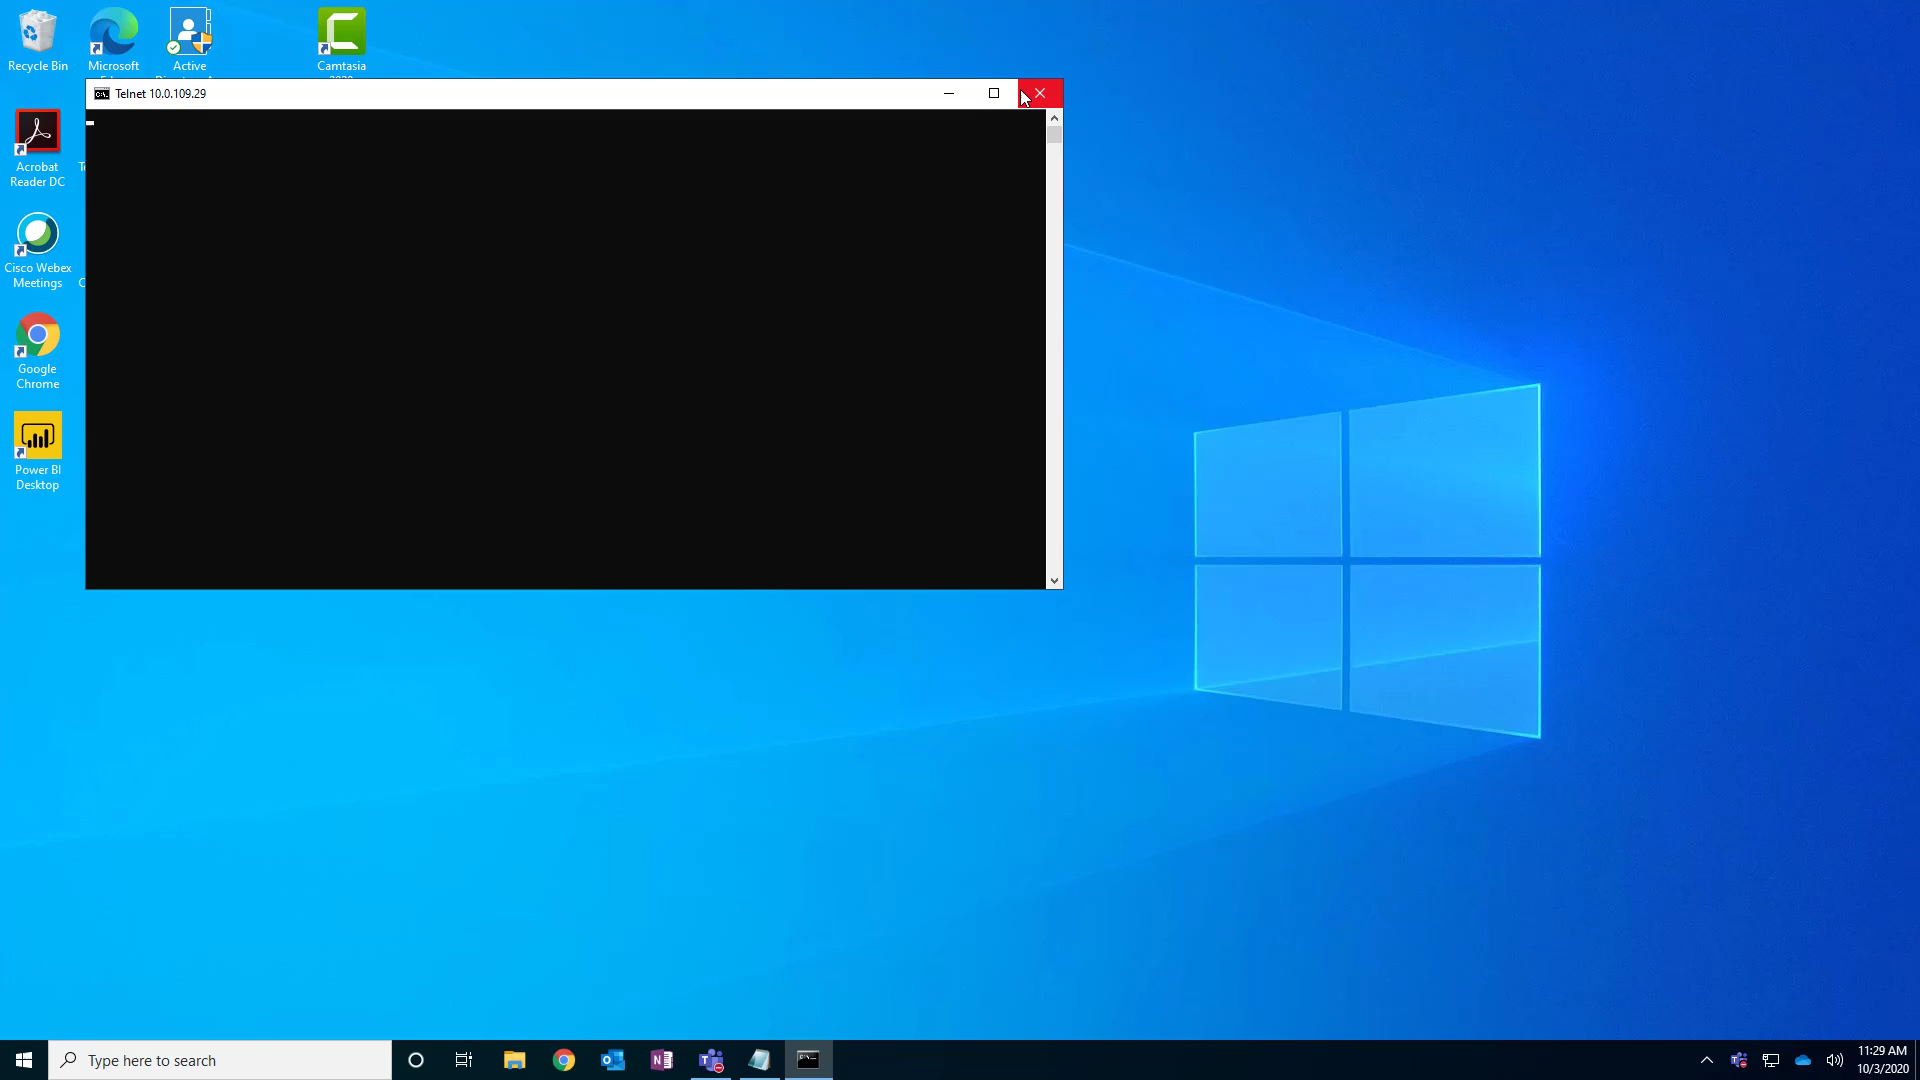 Recycle Bin
Microsoft
Active
Camtasia
Telnet 10.0.109.29
Acrobat
Reader DC
Cisco Webex
Meetings
Google
Chrome
Power BI
Desktop
Type here to search
11:29 AM
10/3/2020